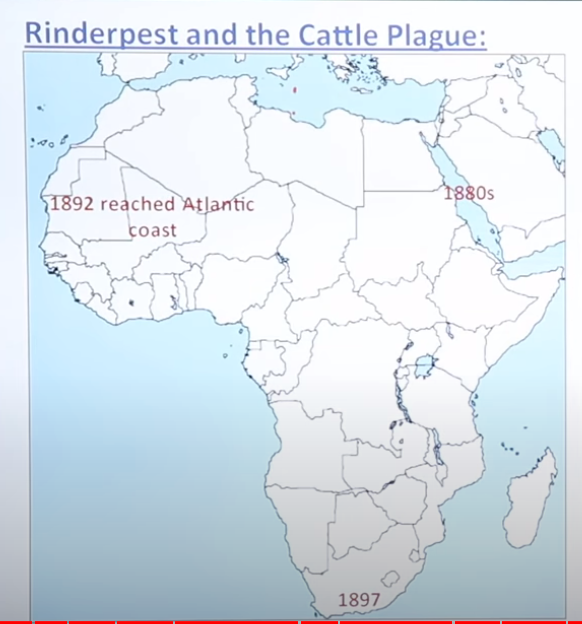 Rinderpest and the Cattle Plague:
1880s
1892 reached Atlantic
coast
1897